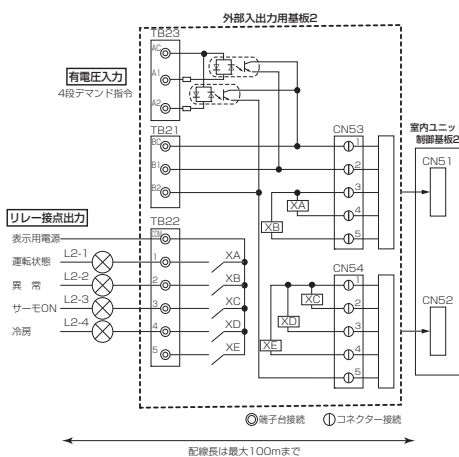 外部入出力用基板2
TB23
AC
A1
A2
有電圧入力
4段デマンド指令
TB21
BC
B1
B2
CN53
1
2
3
4
5
XA
XB
室内ユニット
制御基板2
CN51
リレー接点出力
TB22
表示用電源
COM
運転状態
L2-1
1
XA
異 常
L2-2
2
XB
サーモON
L2-3
3
XC
冷房
L2-4
4
XD
5
XE
CN54
1
2
3
4
5
XC
XD
XE
CN52
端子台接続
コネクター接続
配線長は最大100mまで